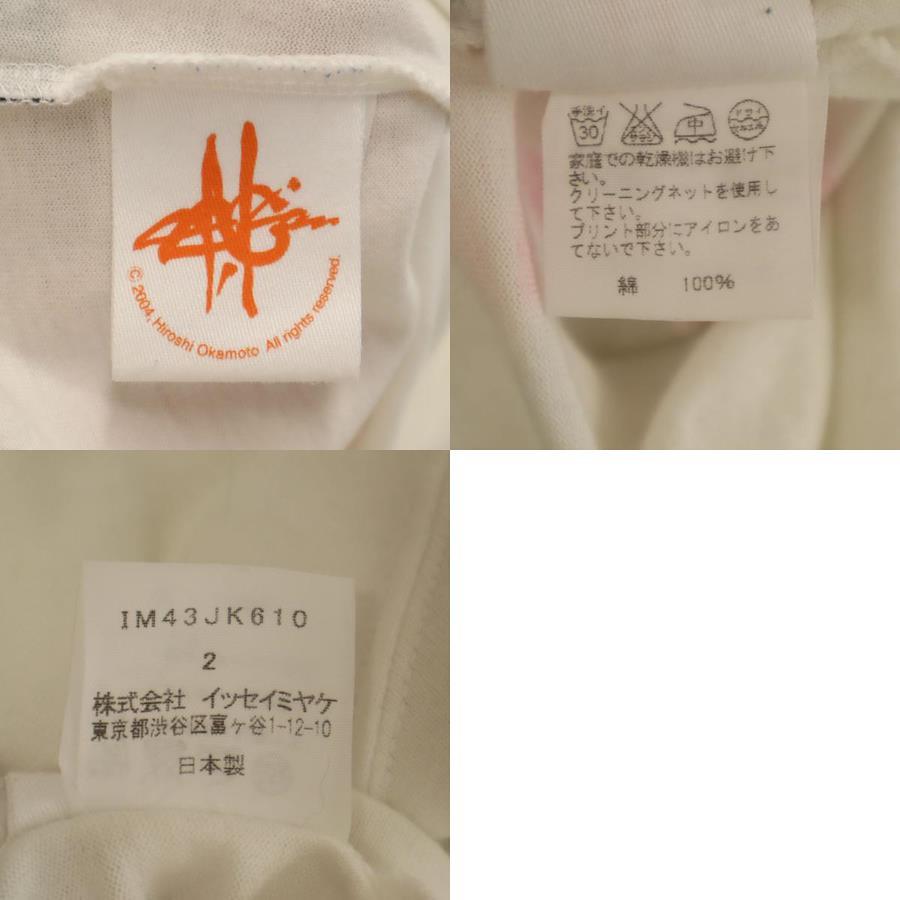 © 2004, Hiroshi Okamoto All rights reserved.
手洗イ
30
中
ドライ
家庭での乾燥機はお避け下
さい。
クリーニングネットを使用し
て下さい。
プリント部分にアイロンをあ
てないで下さい。
綿 100%
IM43JK610
2
株式会社 イッセイミヤケ
東京都渋谷区富ヶ谷1-12-10
日本製